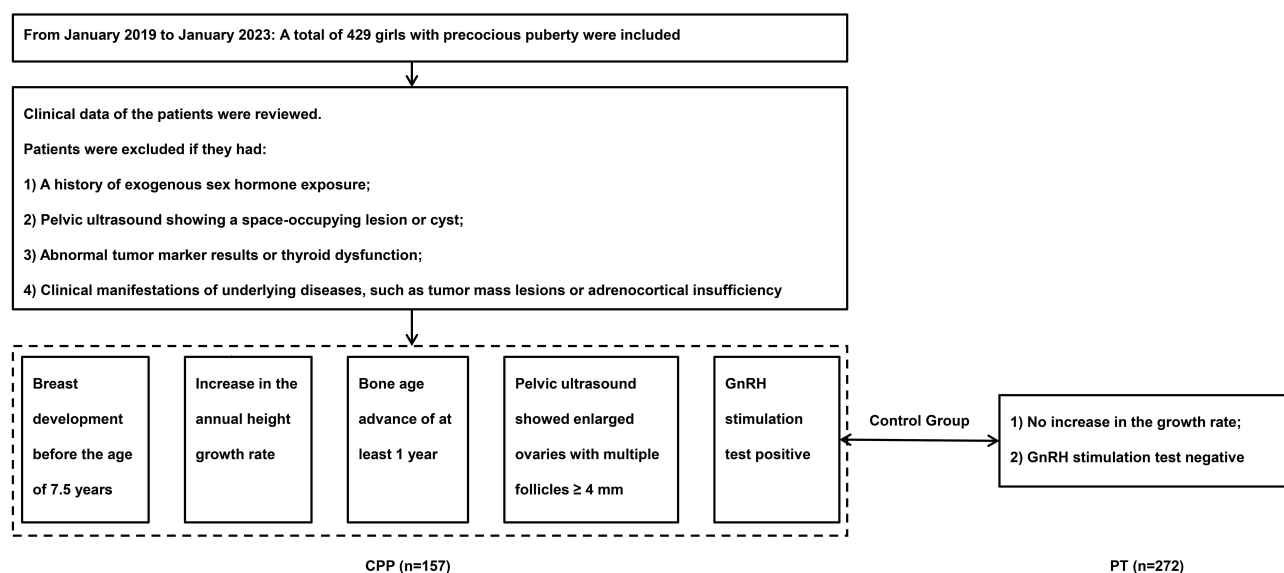 From January 2019 to January 2023: A total of 429 girls with precocious puberty were included
Clinical data of the patients were reviewed.
Patients were excluded if they had:
1) A history of exogenous sex hormone exposure;
2) Pelvic ultrasound showing a space-occupying lesion or cyst;
3) Abnormal tumor marker results or thyroid dysfunction;
4) Clinical manifestations of underlying diseases, such as tumor mass lesions or adrenocortical insufficiency
Breast
development
before the age
of 7.5 years
Increase in the
annual height
growth rate
Bone age
advance of at
least 1 year
Pelvic ultrasound
showed enlarged
ovaries with multiple
follicles ≥ 4 mm
GnRH
stimulation
test positive
Control Group
1) No increase in the growth rate;
2) GnRH stimulation test negative
CPP (n=157)
PT (n=272)